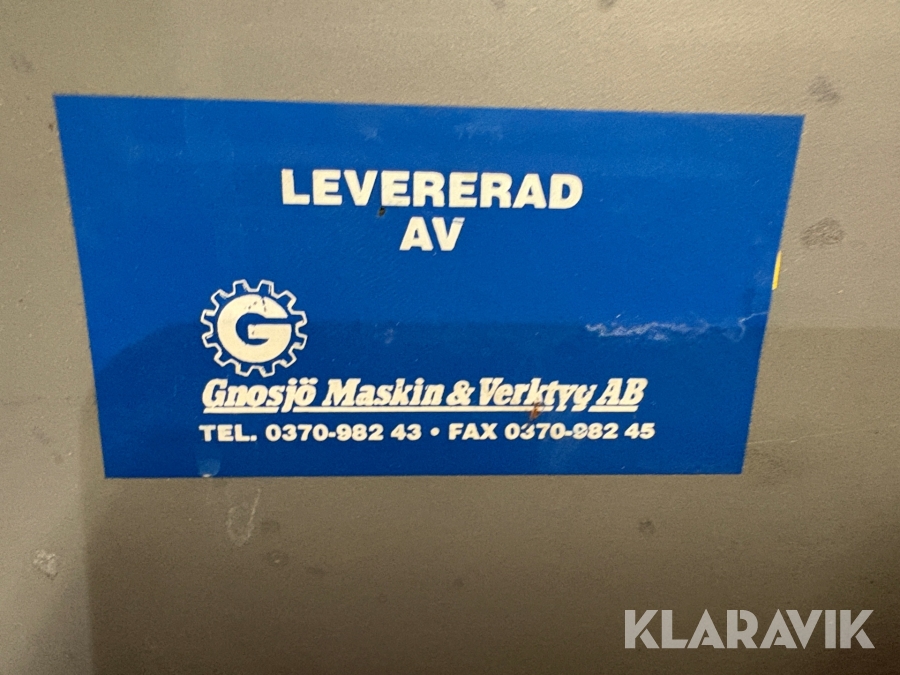 LEVERERAD
AV
G
Gnosjö Maskin & Verktyg AB
TEL. 0370-982 43 • FAX 0370-982 45
KLARAVIK